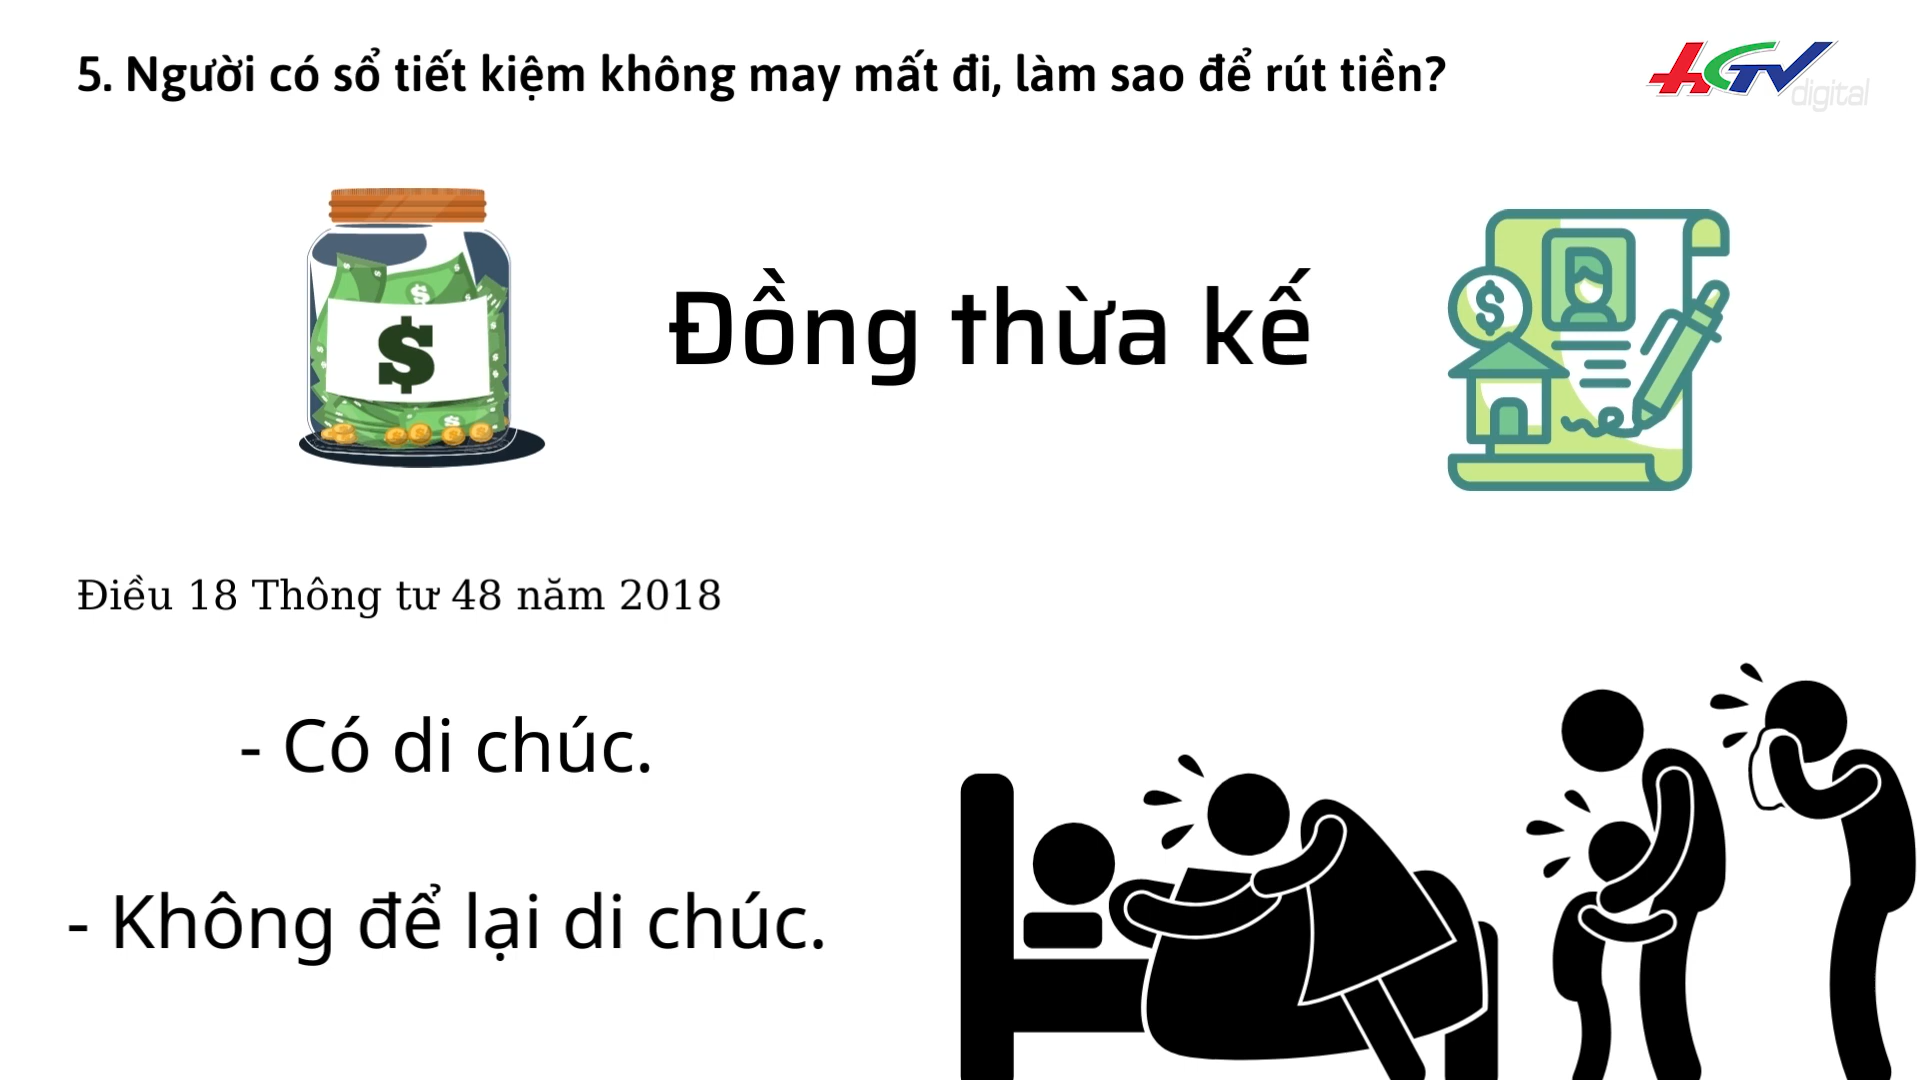 5. Người có sổ tiết kiệm không may mất đi, làm sao để rút tiền?
HGTV
digital
$
Đồng thừa kế
Điều 18 Thông tư 48 năm 2018
- Có di chúc.
- Không để lại di chúc.